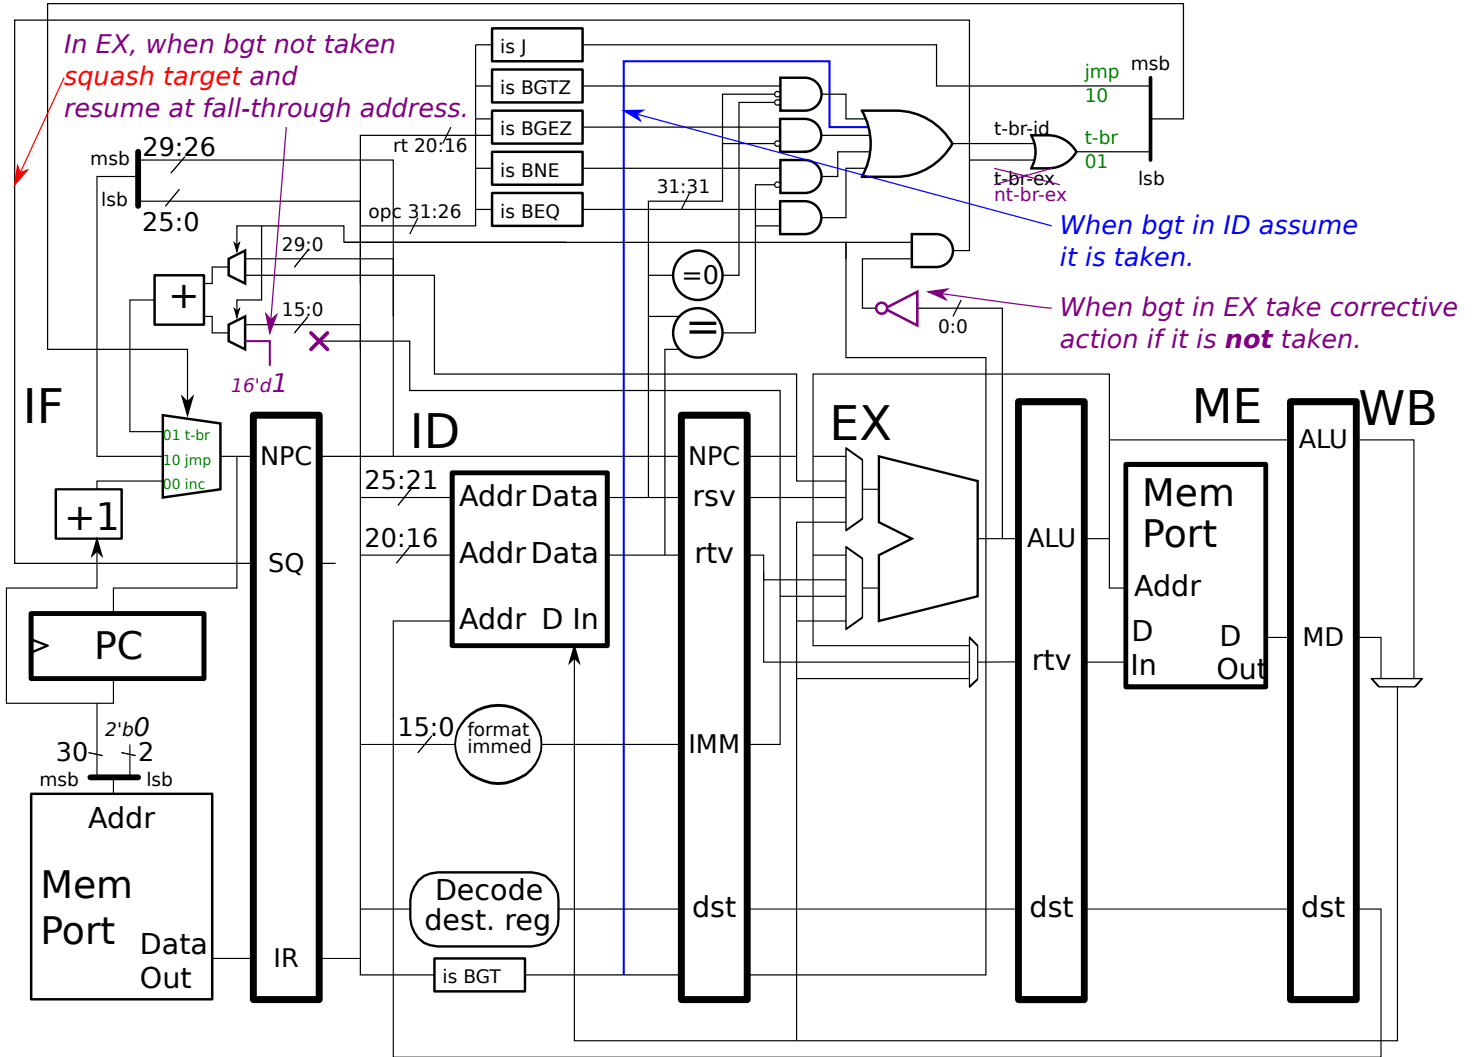 In EX, when bgt not taken
squash target and
resume at fall-through address.
is J
is BGTZ
is BGEZ
is BNE
is BEQ
rt 20:16
opc 31:26
31:31
msb
29:26
lsb
25:0
29:0
15:0
+
16'd1
=0
=
0:0
jmp
10
msb
t-br-id
t-br
01
t-br-ex
nt-br-ex
lsb
When bgt in ID assume
it is taken.
When bgt in EX take corrective
action if it is not taken.
IF
ID
EX
ME
WB
01 t-br
10 jmp
00 inc
+1
PC
2'b0
30
2
msb
lsb
Addr
Mem
Port
Data
Out
NPC
SQ
IR
25:21
20:16
Addr Data
Addr Data
Addr D In
15:0
format
immed
Decode
dest. reg
is BGT
NPC
rsv
rtv
IMM
dst
ALU
rtv
dst
Mem
Port
Addr
D
In
D
Out
ALU
MD
dst